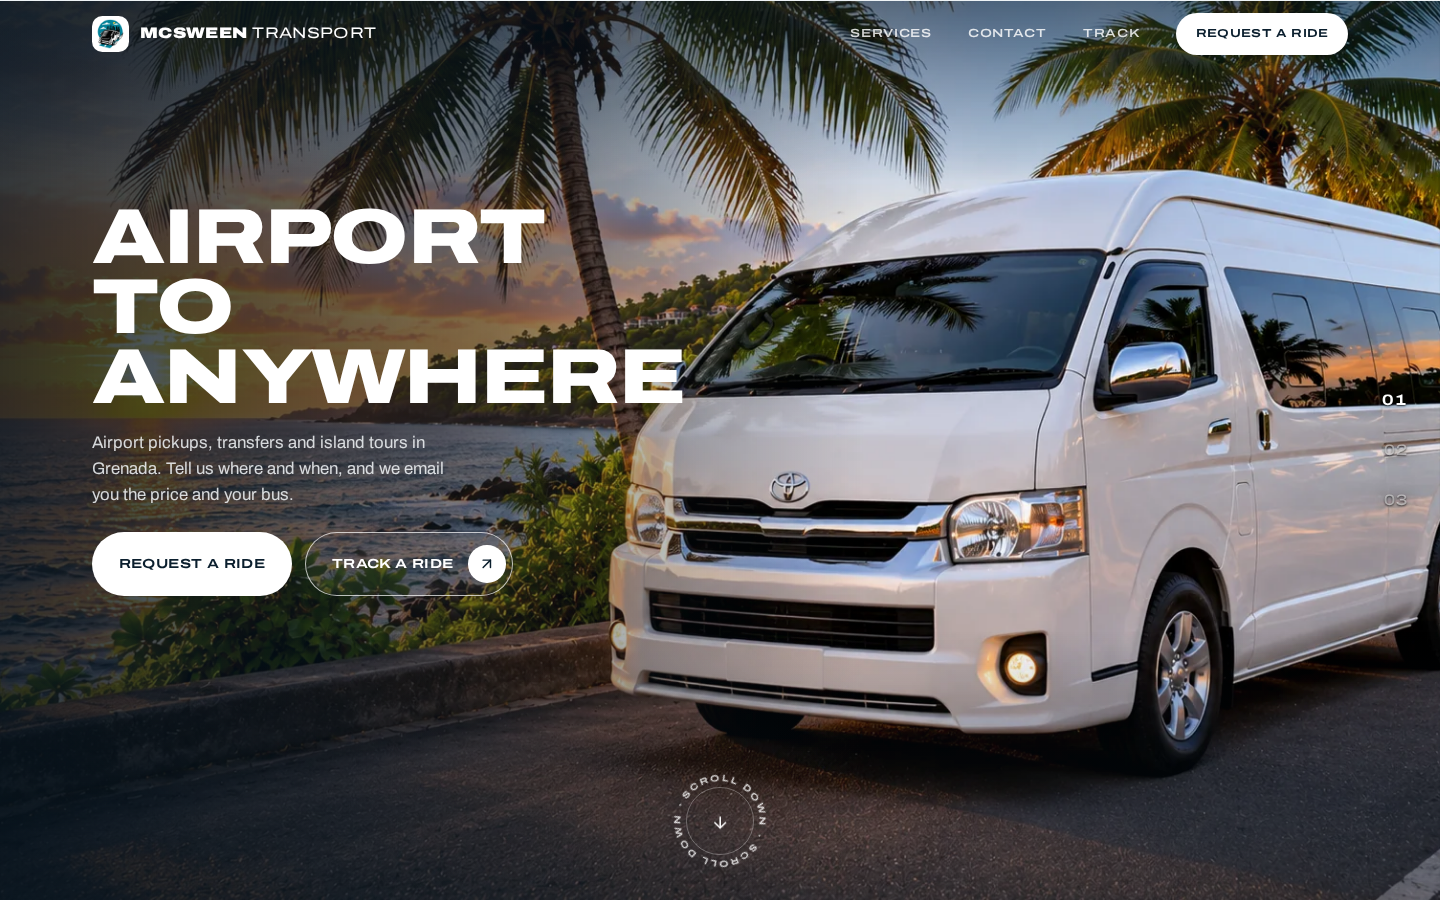 MCSWEEN TRANSPORT
SERVICES
CONTACT
TRACK
REQUEST A RIDE
AIRPORT
TO
ANYWHERE
Airport pickups, transfers and island tours in
Grenada. Tell us where and when, and we email
you the price and your bus.
REQUEST A RIDE
TRACK A RIDE
01
02
03
SCROLL DOWN · SCROLL DOWN ·